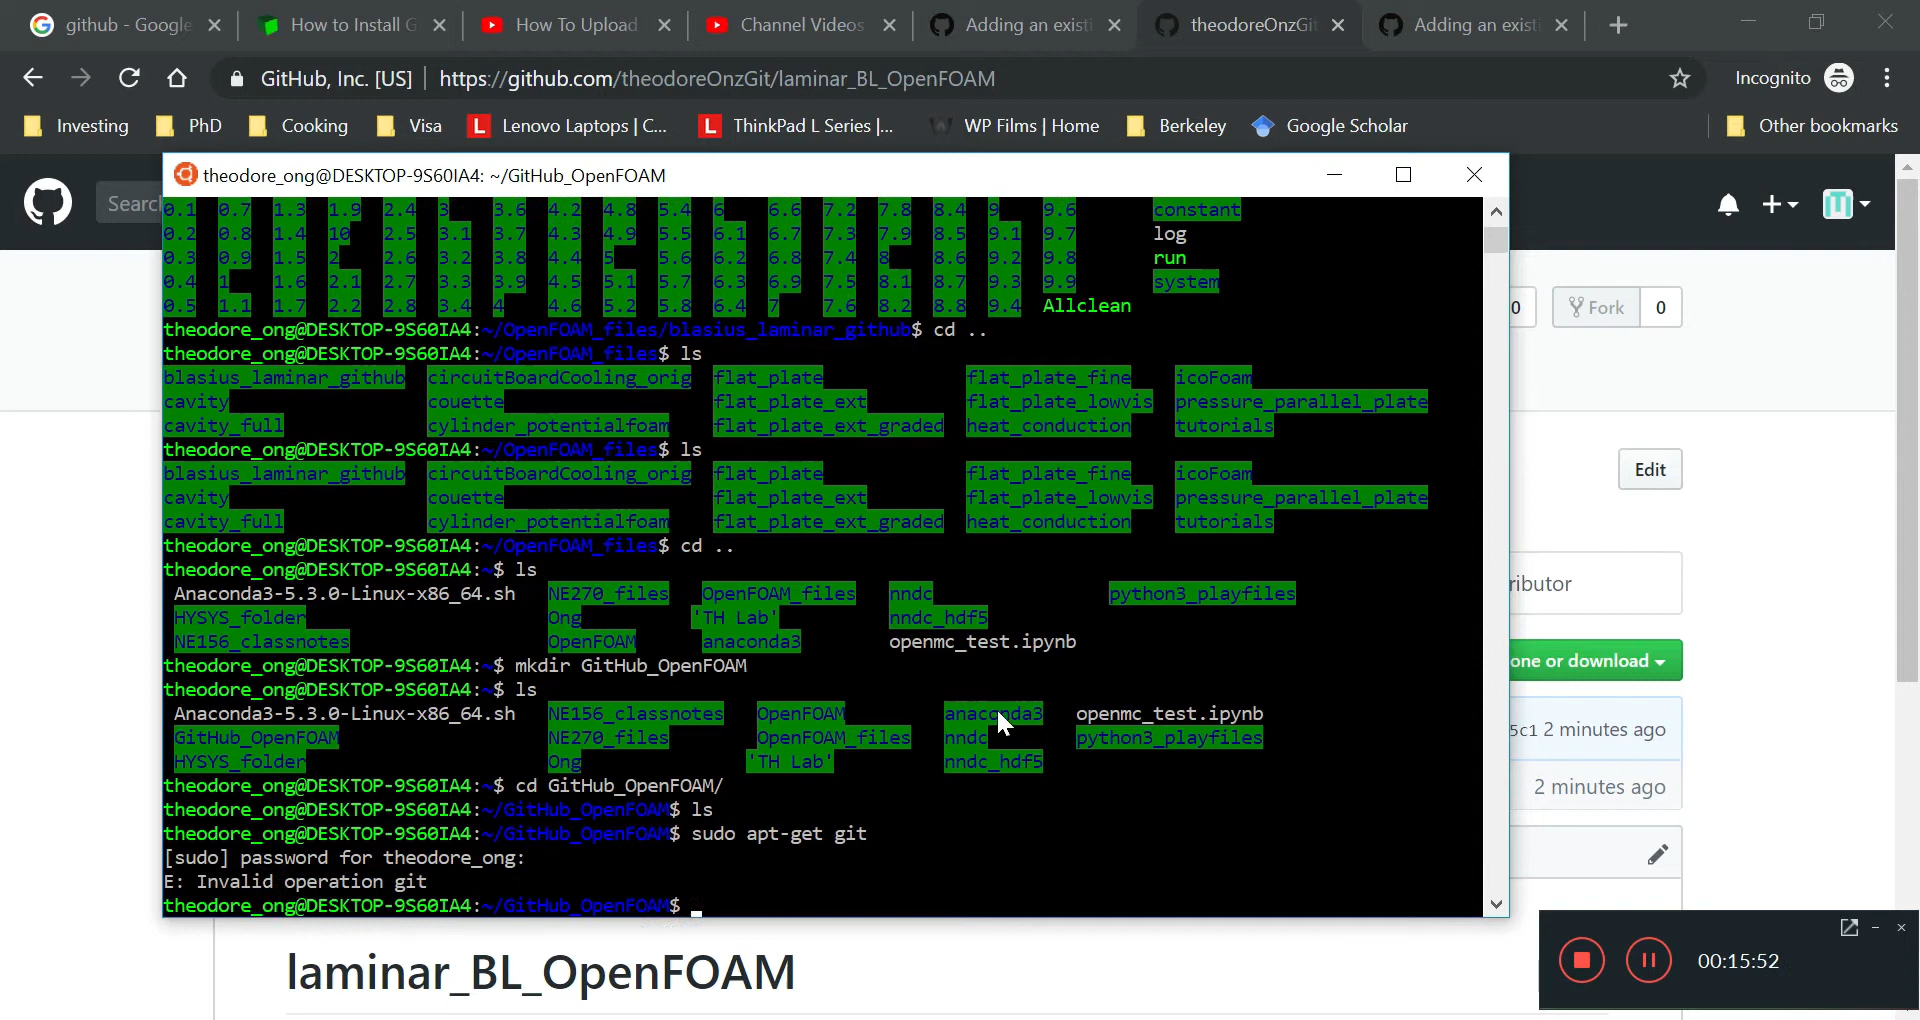 github - Google
How to Install G
How To Upload
Channel Videos
Adding an existi
theodoreOnzGit
Adding an existi
GitHub, Inc. [US] https://github.com/theodoreOnzGit/laminar_BL_OpenFOAM
Incognito
Investing PhD Cooking Visa Lenovo Laptops | C... ThinkPad L Series |... WP Films | Home Berkeley Google Scholar Other bookmarks
theodore_ong@DESKTOP-9S60IA4: ~/GitHub_OpenFOAM
Search
0.1 0.7 1.3 1.9 2.4 3 3.6 4.2 4.8 5.4 6 6.6 7.2 7.8 8.4 9 9.6 constant
0.2 0.8 1.4 10 2.5 3.1 3.7 4.3 4.9 5.5 6.1 6.7 7.3 7.9 8.5 9.1 9.7 log
0.3 0.9 1.5 2 2.6 3.2 3.8 4.4 5 5.6 6.2 6.8 7.4 8 8.6 9.2 9.8 run
0.4 1 1.6 2.1 2.7 3.3 3.9 4.5 5.1 5.7 6.3 6.9 7.5 8.1 8.7 9.3 9.9 system
0.5 1.1 1.7 2.2 2.8 3.4 4 4.6 5.2 5.8 6.4 7 7.6 8.2 8.8 9.4 Allclean
theodore_ong@DESKTOP-9S60IA4:~/OpenFOAM_files/blasius_laminar_github$ cd ..
theodore_ong@DESKTOP-9S60IA4:~/OpenFOAM_files$ ls
blasius_laminar_github circuitBoardCooling_orig flat_plate flat_plate_fine icoFoam
cavity couette flat_plate_ext flat_plate_lowvis pressure_parallel_plate
cavity_full cylinder_potentialfoam flat_plate_ext_graded heat_conduction tutorials
theodore_ong@DESKTOP-9S60IA4:~/OpenFOAM_files$ ls
blasius_laminar_github circuitBoardCooling_orig flat_plate flat_plate_fine icoFoam
cavity couette flat_plate_ext flat_plate_lowvis pressure_parallel_plate
cavity_full cylinder_potentialfoam flat_plate_ext_graded heat_conduction tutorials
theodore_ong@DESKTOP-9S60IA4:~/OpenFOAM_files$ cd ..
theodore_ong@DESKTOP-9S60IA4:~$ ls
Anaconda3-5.3.0-Linux-x86_64.sh NE270_files OpenFOAM_files nndc python3_playfiles
HYSYS_folder Ong 'TH Lab' nndc_hdf5
NE156_classnotes OpenFOAM anaconda3 openmc_test.ipynb
theodore_ong@DESKTOP-9S60IA4:~$ mkdir GitHub_OpenFOAM
theodore_ong@DESKTOP-9S60IA4:~$ ls
Anaconda3-5.3.0-Linux-x86_64.sh NE156_classnotes OpenFOAM anaconda3 openmc_test.ipynb
GitHub_OpenFOAM NE270_files OpenFOAM_files nndc python3_playfiles
HYSYS_folder Ong 'TH Lab' nndc_hdf5
theodore_ong@DESKTOP-9S60IA4:~$ cd GitHub_OpenFOAM/
theodore_ong@DESKTOP-9S60IA4:~/GitHub_OpenFOAM$ ls
theodore_ong@DESKTOP-9S60IA4:~/GitHub_OpenFOAM$ sudo apt-get git
[sudo] password for theodore_ong:
E: Invalid operation git
theodore_ong@DESKTOP-9S60IA4:~/GitHub_OpenFOAM$
0 Fork 0
Edit
ributor
one or download
5c1 2 minutes ago
2 minutes ago
laminar_BL_OpenFOAM
00:15:52